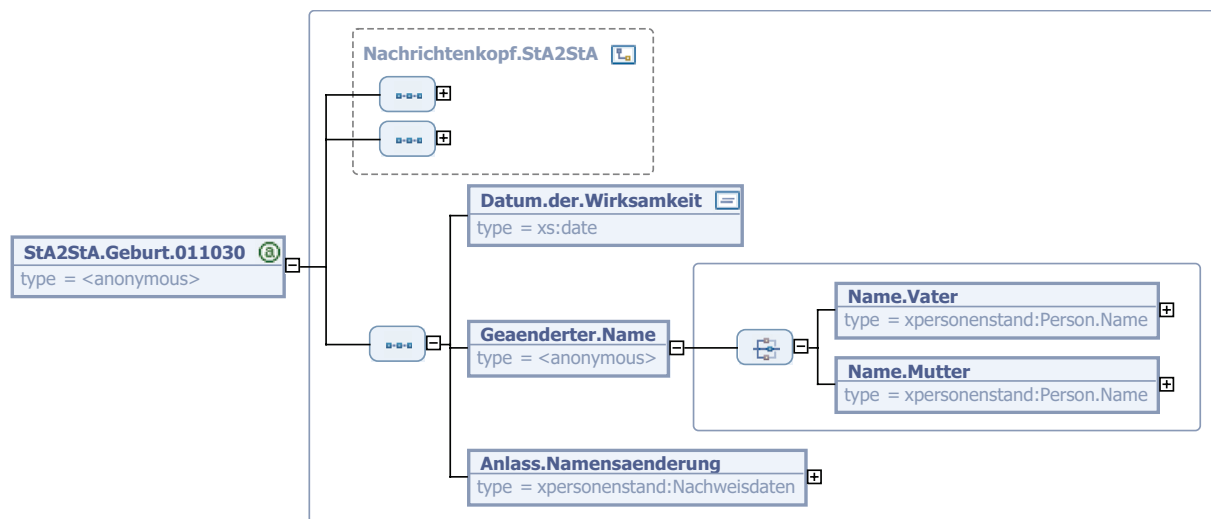 Nachrichtenkopf.StA2StA
Datum.der.Wirksamkeit
type = xs:date
StA2StA.Geburt.011030 a
type = <anonymous>
Geaenderter.Name
type = <anonymous>
Name.Vater
type = xpersonenstand:Person.Name
Name.Mutter
type = xpersonenstand:Person.Name
Anlass.Namensaenderung
type = xpersonenstand:Nachweisdaten